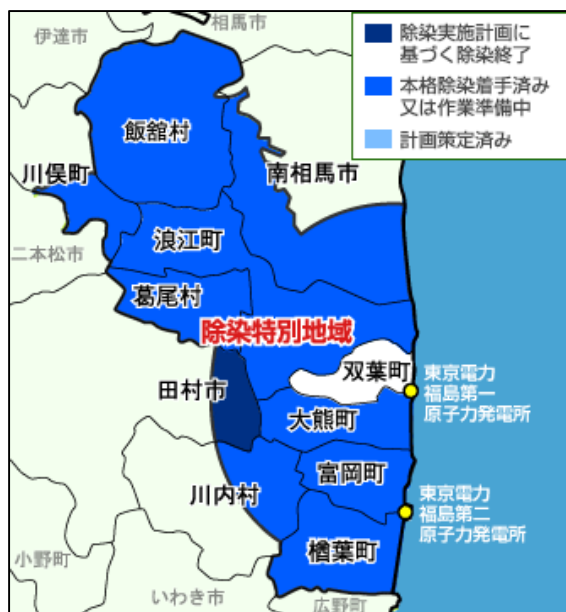 伊達市
相馬市
除染実施計画に
基づく除染終了
本格除染着手済み
又は作業準備中
計画策定済み
飯舘村
川俣町
南相馬市
二本松市
浪江町
葛尾村
除染特別地域
田村市
双葉町
東京電力
福島第一
原子力発電所
大熊町
富岡町
川内村
東京電力
福島第二
原子力発電所
楢葉町
小野町
いわき市
広野町